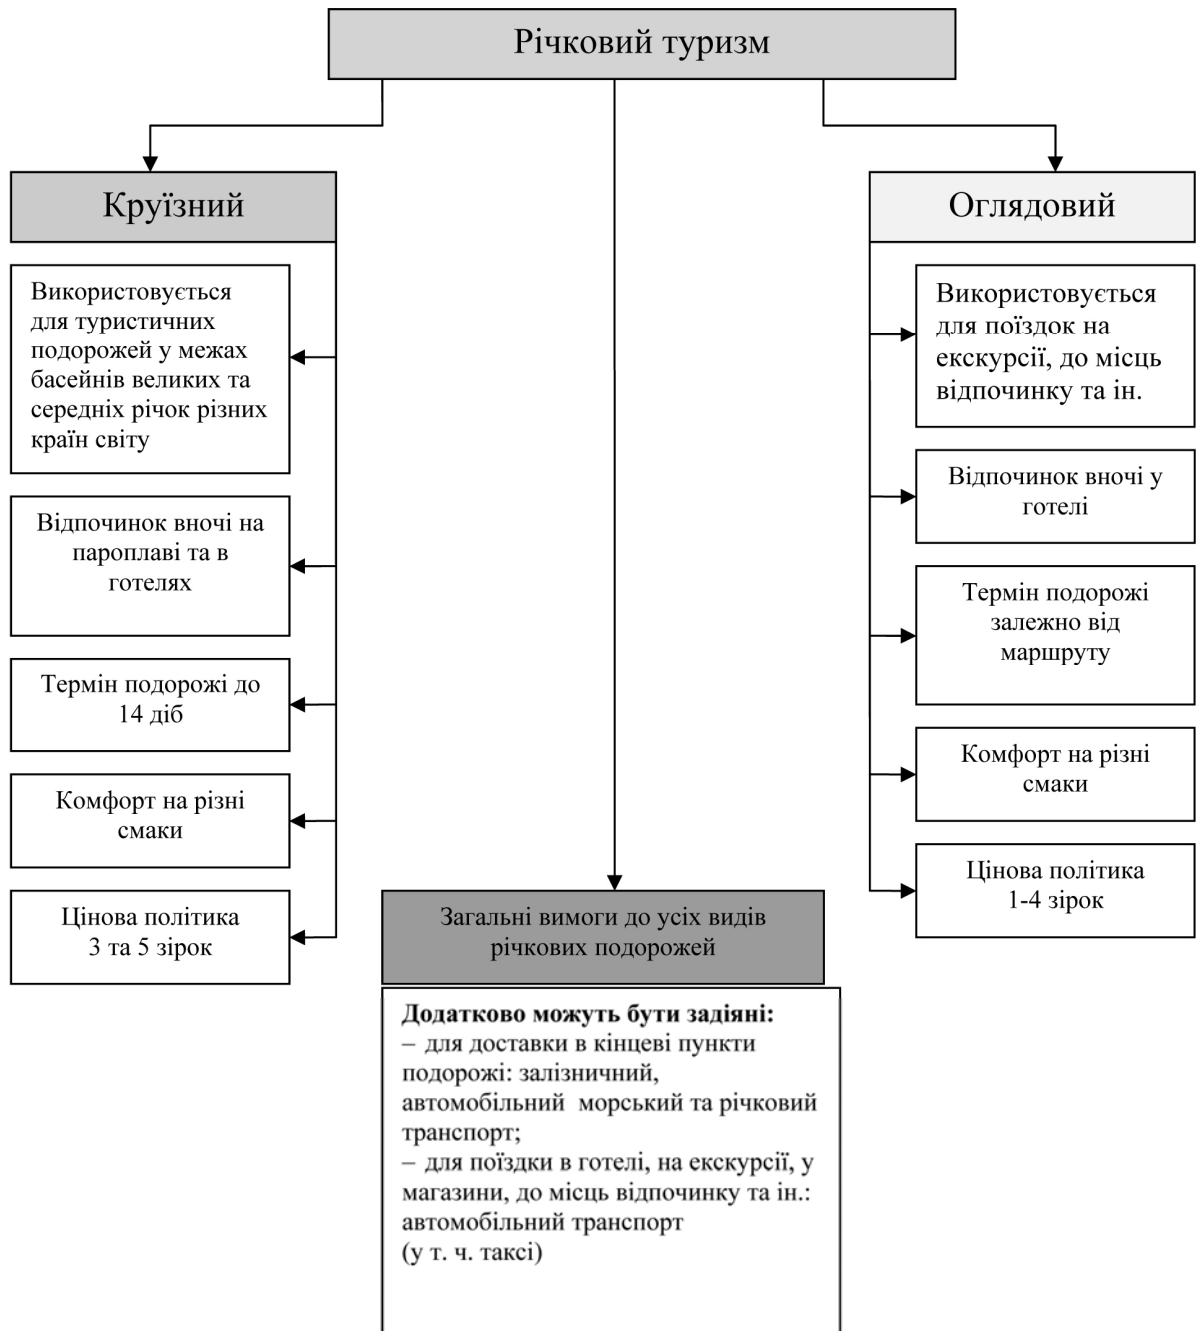 Річковий туризм
Круїзний
Використовується
для туристичних
подорожей у межах
басейнів великих та
середніх річок різних
країн світу
Відпочинок вночі на
пароплаві та в
готелях
Термін подорожі до
14 діб
Комфорт на різні
смаки
Цінова політика
3 та 5 зірок
Оглядовий
Використовується
для поїздок на
екскурсії, до місць
відпочинку та ін.
Відпочинок вночі у
готелі
Термін подорожі
залежно від
маршруту
Комфорт на різні
смаки
Цінова політика
1-4 зірок
Загальні вимоги до усіх видів
річкових подорожей
Додатково можуть бути задіяні:
– для доставки в кінцеві пункти
подорожі: залізничний,
автомобільний морський та річковий
транспорт;
– для поїздки в готелі, на екскурсії, у
магазини, до місць відпочинку та ін.:
автомобільний транспорт
(у т. ч. таксі)